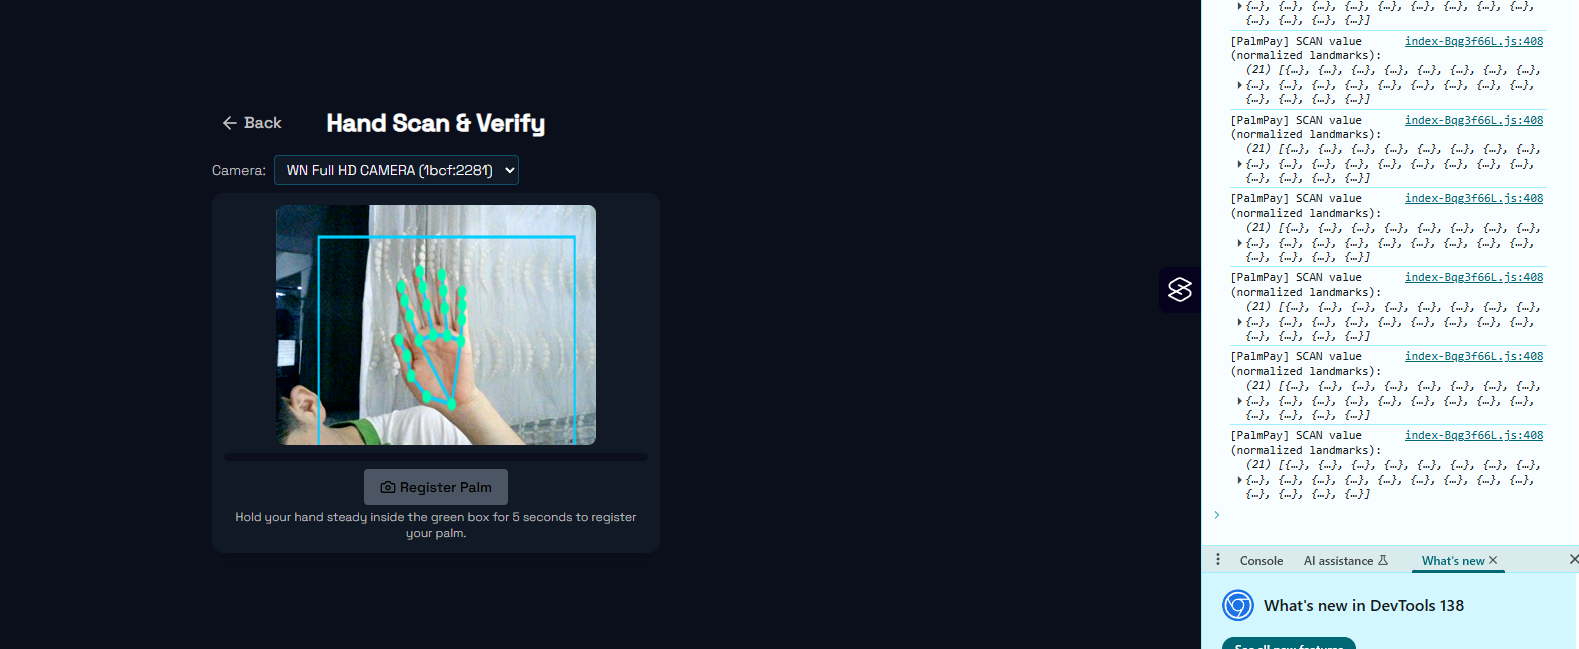 Back
Hand Scan & Verify
Camera: WN Full HD CAMERA (1bcf:2281)
Register Palm
Hold your hand steady inside the green box for 5 seconds to register
your palm.
{…}, {…}, {…}, {…}, {…}, {…}, {…}, {…}, {…},
{…}, {…}, {…}, {…}]
[PalmPay] SCAN value index-Bqg3f66L.js:408
(normalized landmarks):
(21) [{…}, {…}, {…}, {…}, {…}, {…}, {…}, {…},
{…}, {…}, {…}, {…}, {…}, {…}, {…}, {…}, {…},
{…}, {…}, {…}, {…}]
[PalmPay] SCAN value index-Bqg3f66L.js:408
(normalized landmarks):
(21) [{…}, {…}, {…}, {…}, {…}, {…}, {…}, {…},
{…}, {…}, {…}, {…}, {…}, {…}, {…}, {…}, {…},
{…}, {…}, {…}, {…}]
[PalmPay] SCAN value index-Bqg3f66L.js:408
(normalized landmarks):
(21) [{…}, {…}, {…}, {…}, {…}, {…}, {…}, {…},
{…}, {…}, {…}, {…}, {…}, {…}, {…}, {…}, {…},
{…}, {…}, {…}, {…}]
[PalmPay] SCAN value index-Bqg3f66L.js:408
(normalized landmarks):
(21) [{…}, {…}, {…}, {…}, {…}, {…}, {…}, {…},
{…}, {…}, {…}, {…}, {…}, {…}, {…}, {…}, {…},
{…}, {…}, {…}, {…}]
[PalmPay] SCAN value index-Bqg3f66L.js:408
(normalized landmarks):
(21) [{…}, {…}, {…}, {…}, {…}, {…}, {…}, {…},
{…}, {…}, {…}, {…}, {…}, {…}, {…}, {…}, {…},
{…}, {…}, {…}, {…}]
[PalmPay] SCAN value index-Bqg3f66L.js:408
(normalized landmarks):
(21) [{…}, {…}, {…}, {…}, {…}, {…}, {…}, {…},
{…}, {…}, {…}, {…}, {…}, {…}, {…}, {…}, {…},
{…}, {…}, {…}, {…}]
Console AI assistance What's new
What's new in DevTools 138
See all new features